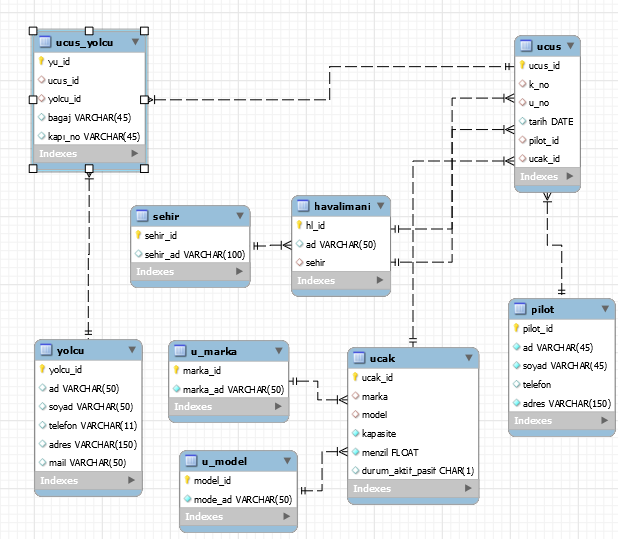 ucus_yolcu
yu_id
ucus_id
yolcu_id
bagaj VARCHAR(45)
kapı_no VARCHAR(45)
Indexes
ucus
ucus_id
k_no
u_no
tarih DATE
pilot_id
ucak_id
Indexes
sehir
sehir_id
sehir_ad VARCHAR(100)
Indexes
havalimani
hl_id
ad VARCHAR(50)
sehir
Indexes
pilot
pilot_id
ad VARCHAR(45)
soyad VARCHAR(45)
telefon
adres VARCHAR(150)
Indexes
yolcu
yolcu_id
ad VARCHAR(50)
soyad VARCHAR(50)
telefon VARCHAR(11)
adres VARCHAR(150)
mail VARCHAR(50)
Indexes
u_marka
marka_id
marka_ad VARCHAR(50)
Indexes
ucak
ucak_id
marka
model
kapasite
menzil FLOAT
durum_aktif_pasif CHAR(1)
Indexes
u_model
model_id
mode_ad VARCHAR(50)
Indexes